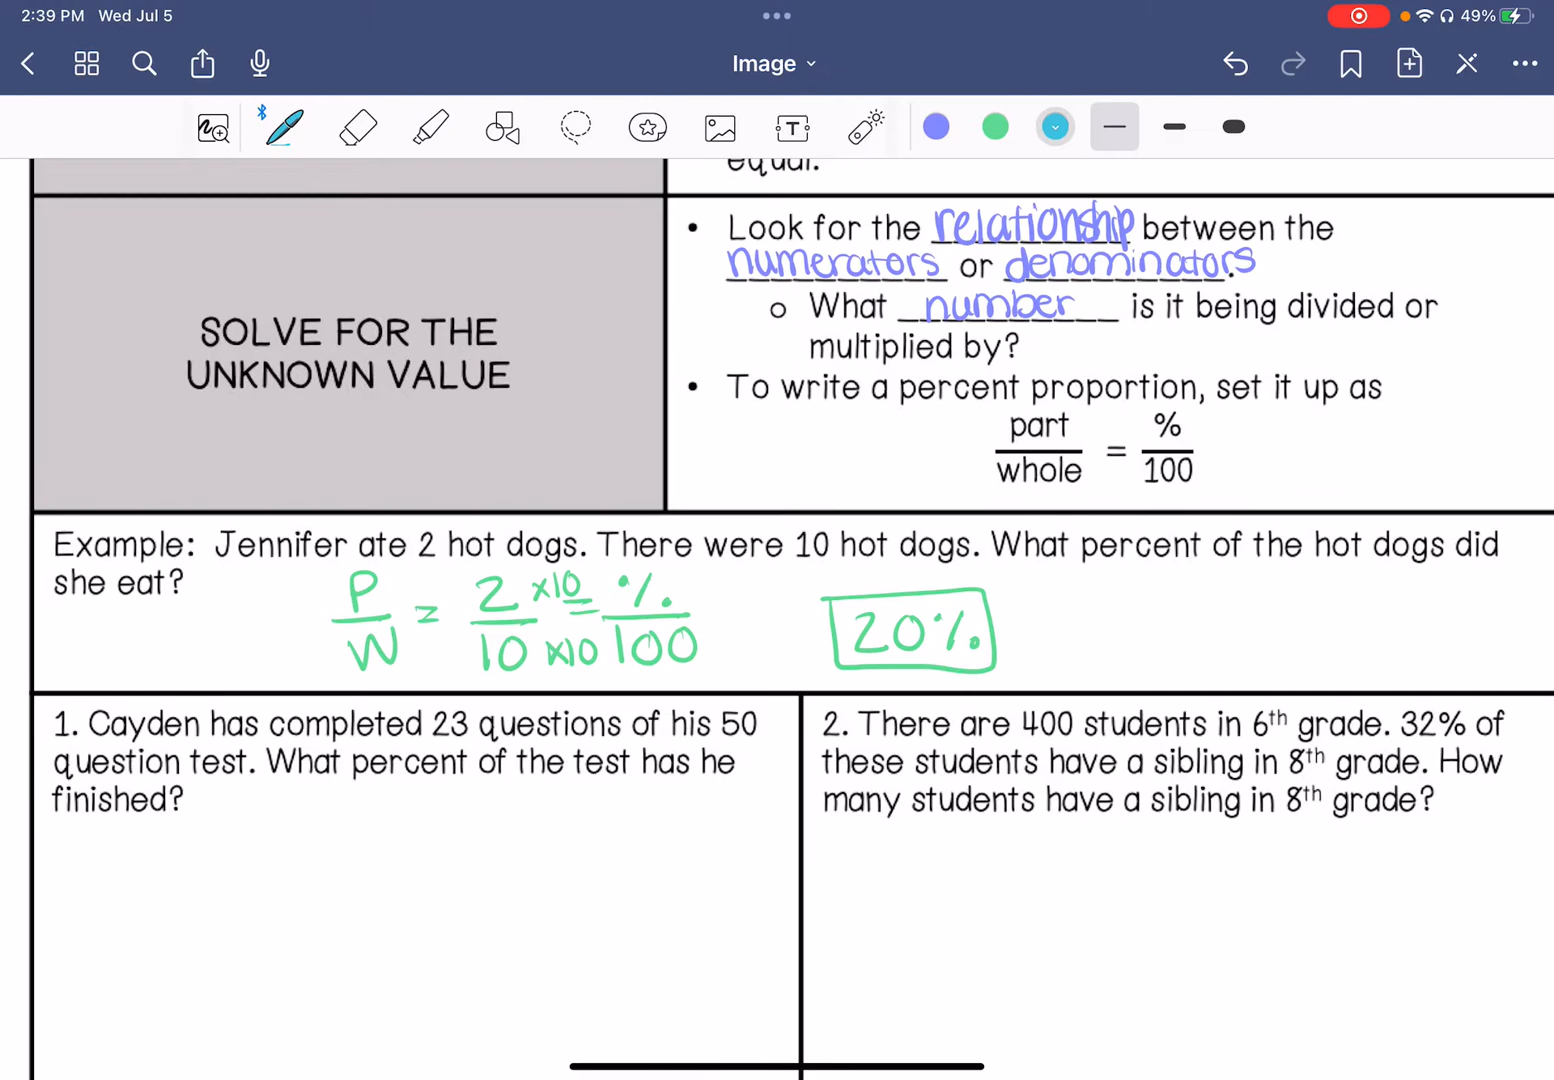 2:39 PM Wed Jul 5
49%
Image
T
equal.
• Look for the relationship between the
numerators or denominators.
o What number is it being divided or
multiplied by?
• To write a percent proportion, set it up as
part % 
whole = 100
SOLVE FOR THE
UNKNOWN VALUE
Example: Jennifer ate 2 hot dogs. There were 10 hot dogs. What percent of the hot dogs did
she eat?
P = 2 x10 = %
W 10 x10 100
20%
1. Cayden has completed 23 questions of his 50
question test. What percent of the test has he
finished?
2. There are 400 students in 6th grade. 32% of
these students have a sibling in 8th grade. How
many students have a sibling in 8th grade?